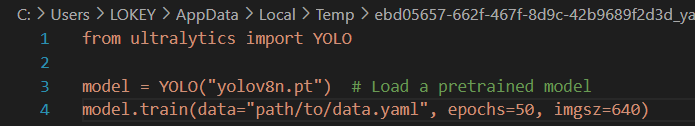 C: > Users > LOKEY > AppData > Local > Temp > ebd05657-662f-467f-8d9c-42b9689f2d3d_ya
1 from ultralytics import YOLO
2
3 model = YOLO("yolov8n.pt")  # Load a pretrained model
4 model.train(data="path/to/data.yaml", epochs=50, imgsz=640)